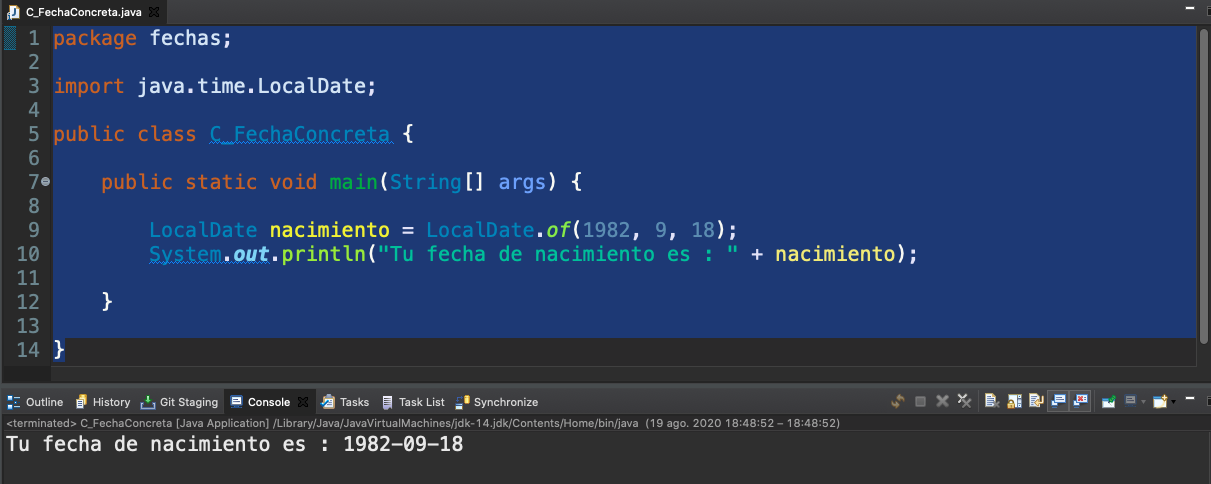 C_FechaConcreta.java
1 package fechas;
2
3 import java.time.LocalDate;
4
5 public class C_FechaConcreta {
6
7 public static void main(String[] args) {
8
9 LocalDate nacimiento = LocalDate.of(1982, 9, 18);
10 System.out.println("Tu fecha de nacimiento es : " + nacimiento);
11
12 }
13
14 }
Outline History Git Staging Console Tasks Task List Synchronize
<terminated> C_FechaConcreta [Java Application] /Library/Java/JavaVirtualMachines/jdk-14.jdk/Contents/Home/bin/java (19 ago. 2020 18:48:52 – 18:48:52)
Tu fecha de nacimiento es : 1982-09-18